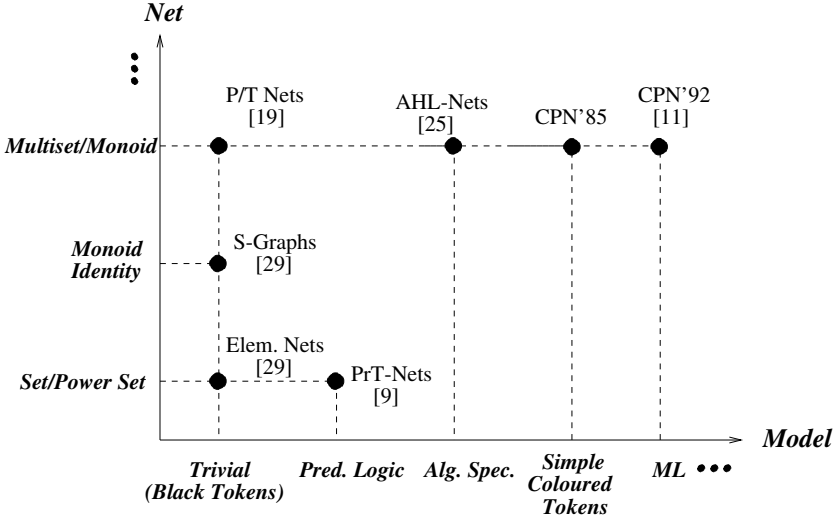 Net
P/T Nets
[19]
AHL-Nets
[25]
CPN'85
CPN'92
[11]
Multiset/Monoid
Monoid
Identity
S-Graphs
[29]
Elem. Nets
[29]
Set/Power Set
PrT-Nets
[9]
Model
Trivial
(Black Tokens)
Pred. Logic
Alg. Spec.
Simple
Coloured
Tokens
ML